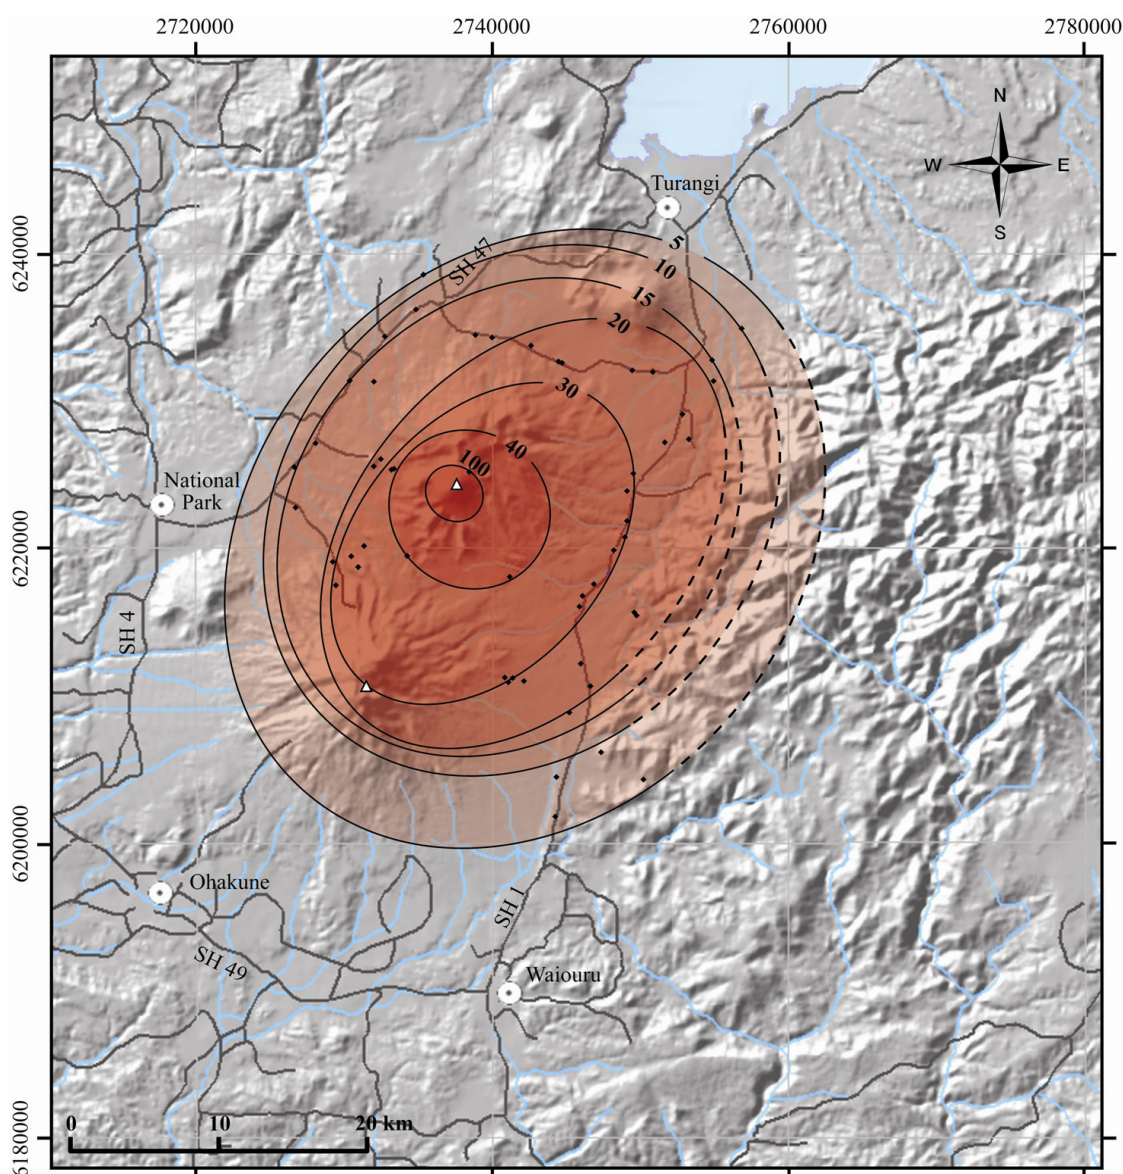 2720000 2740000 2760000 2780000
N
W E
S
Turangi
6240000
5
SH 47
10
15
20
30
40
100
National
Park
6220000
SH 4
6200000
Ohakune
SH 1
SH 49
Waiouru
6180000
0 10 20 km